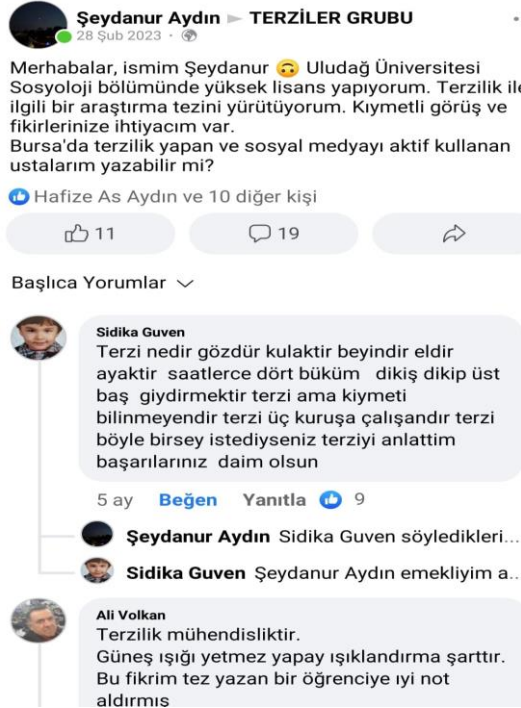 Şeydanur Aydın ▸ TERZİLER GRUBU
28 Şub 2023 ·
Merhabalar, ismim Şeydanur 🙃 Uludağ Üniversitesi
Sosyoloji bölümünde yüksek lisans yapıyorum. Terzilik ile
ilgili bir araştırma tezini yürütüyorum. Kıymetli görüş ve
fikirlerinize ihtiyacım var.
Bursa'da terzilik yapan ve sosyal medyayı aktif kullanan
ustalarım yazabilir mi?
Hafize As Aydın ve 10 diğer kişi
11
19
Başlıca Yorumlar
Sidika Guven
Terzi nedir gözdür kulaktir beyindir eldir
ayaktir saatlerce dört büküm dikiş dikip üst
baş giydirmektir terzi ama kiymeti
bilinmeyendir terzi üç kuruşa çalışandır terzi
böyle birsey istediyseniz terziyi anlattim
başarılarınız daim olsun
5 ay Beğen Yanıtla 9
Şeydanur Aydın Sidika Guven söyledikleri...
Sidika Guven Şeydanur Aydın emekliyim a...
Ali Volkan
Terzilik mühendisliktir.
Güneş ışığı yetmez yapay ışıklandırma şarttır.
Bu fikrim tez yazan bir öğrenciye ıyi not
aldırmış